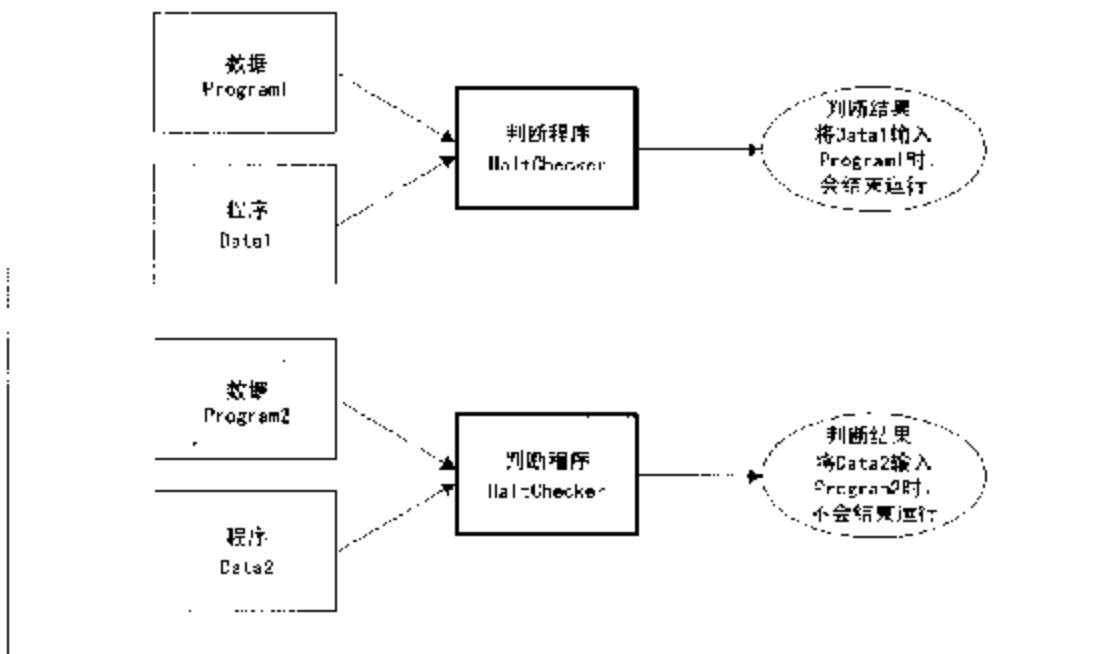 数据
Program1
程序
Data1
判断程序
HaltChecker
判断结果
将Data1输入
Program1时,
会结束运行
数据
Program2
程序
Data2
判断程序
HaltChecker
判断结果
将Data2输入
Program2时,
不会结束运行